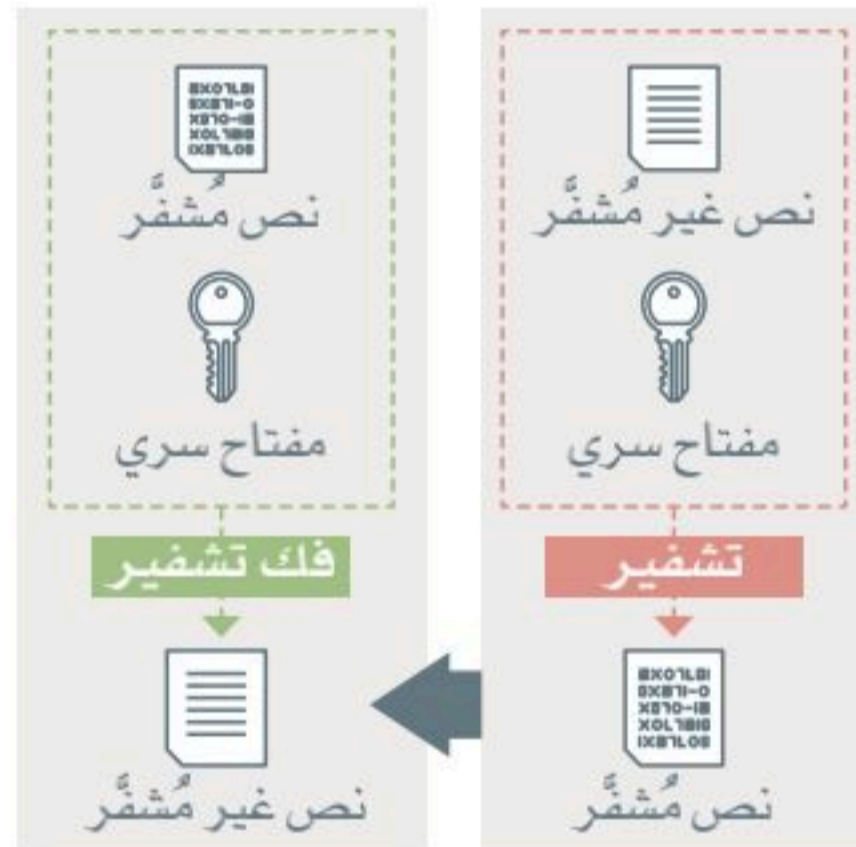 نص غير مُشفَّر
مفتاح سري
تشفير
نص مُشفَّر
نص مُشفَّر
مفتاح سري
فك تشفير
نص غير مُشفَّر